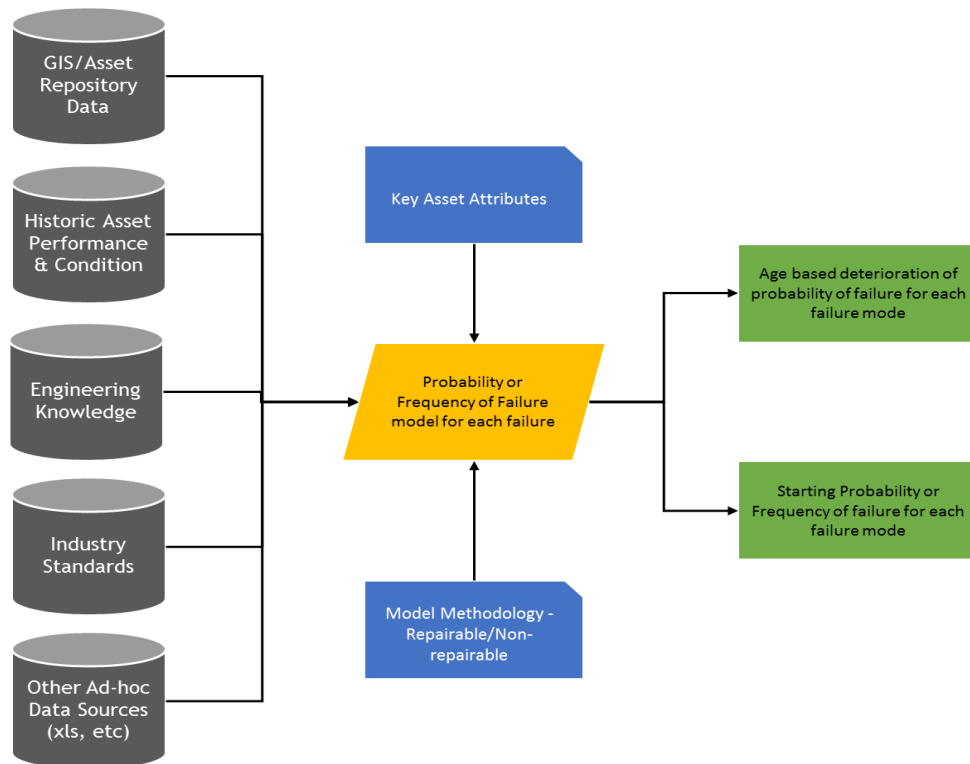 GIS/Asset
Repository
Data
Historic Asset
Performance
& Condition
Engineering
Knowledge
Industry
Standards
Other Ad-hoc
Data Sources
(xls, etc)
Key Asset Attributes
Probability or
Frequency of Failure
model for each failure
Model Methodology -
Repairable/Non-
repairable
Age based deterioration of
probability of failure for each
failure mode
Starting Probability or
Frequency of failure for each
failure mode